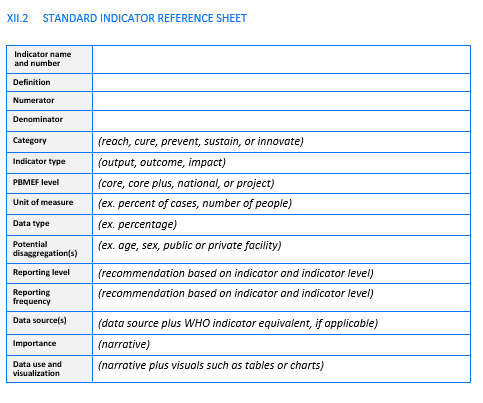 XII.2 STANDARD INDICATOR REFERENCE SHEET
Indicator name
and number
Definition
Numerator
Denominator
Category
(reach, cure, prevent, sustain, or innovate)
Indicator type
(output, outcome, impact)
PBMEF level
(core, core plus, national, or project)
Unit of measure
(ex. percent of cases, number of people)
Data type
(ex. percentage)
Potential
disaggregation(s)
(ex. age, sex, public or private facility)
Reporting level
(recommendation based on indicator and indicator level)
Reporting
frequency
(recommendation based on indicator and indicator level)
Data source(s)
(data source plus WHO indicator equivalent, if applicable)
Importance
(narrative)
Data use and
visualization
(narrative plus visuals such as tables or charts)